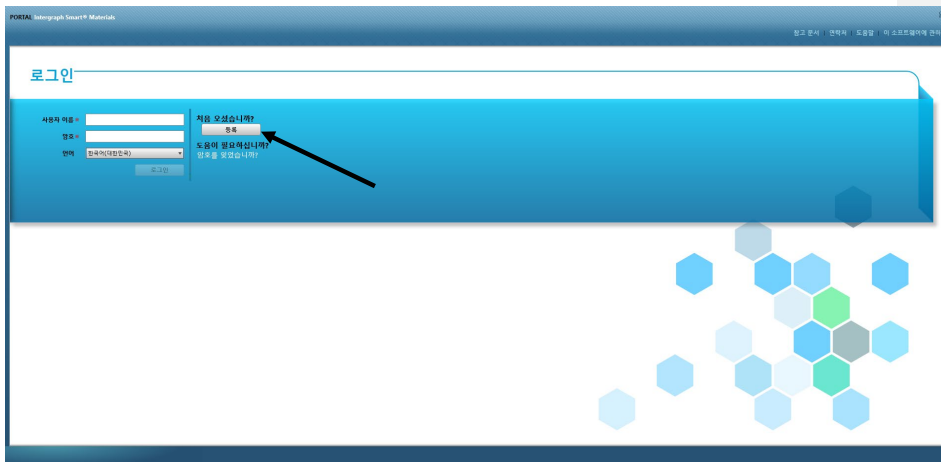 PORTAL Intergraph Smart® Materials
참고 문서 | 연락처 | 도움말 | 이 소프트웨어에 관하
로그인
사용자 이름*
암호*
언어 한국어(대한민국)
로그인
처음 오셨습니까?
등록
도움이 필요하십니까?
암호를 잊었습니까?